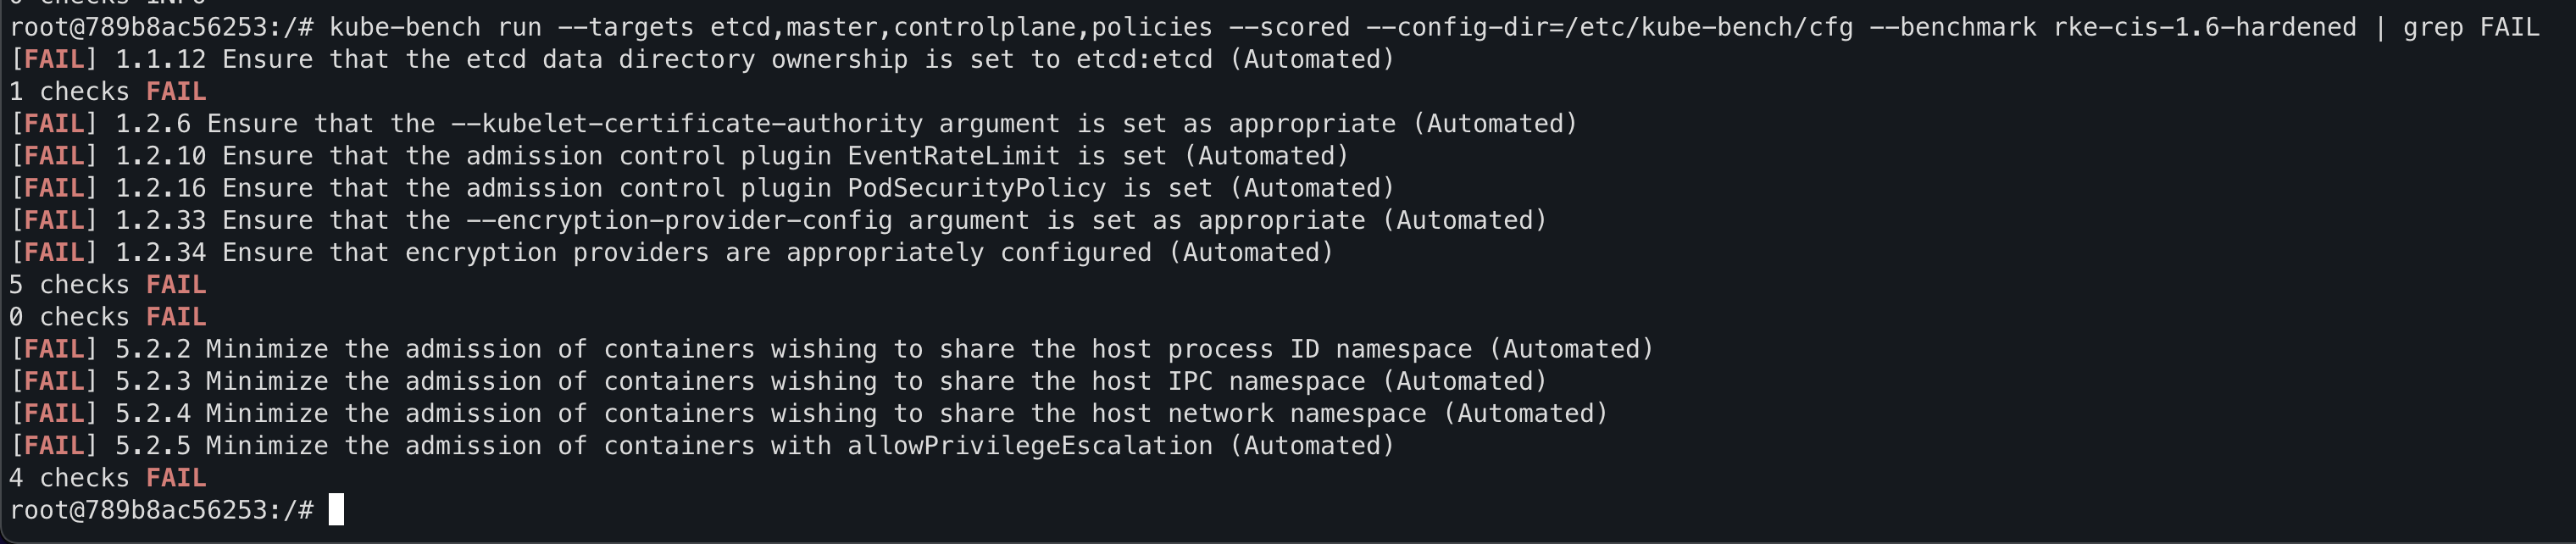 0 checks INFO
root@789b8ac56253:/# kube-bench run --targets etcd,master,controlplane,policies --scored --config-dir=/etc/kube-bench/cfg --benchmark rke-cis-1.6-hardened | grep FAIL
[FAIL] 1.1.12 Ensure that the etcd data directory ownership is set to etcd:etcd (Automated)
1 checks FAIL
[FAIL] 1.2.6 Ensure that the --kubelet-certificate-authority argument is set as appropriate (Automated)
[FAIL] 1.2.10 Ensure that the admission control plugin EventRateLimit is set (Automated)
[FAIL] 1.2.16 Ensure that the admission control plugin PodSecurityPolicy is set (Automated)
[FAIL] 1.2.33 Ensure that the --encryption-provider-config argument is set as appropriate (Automated)
[FAIL] 1.2.34 Ensure that encryption providers are appropriately configured (Automated)
5 checks FAIL
0 checks FAIL
[FAIL] 5.2.2 Minimize the admission of containers wishing to share the host process ID namespace (Automated)
[FAIL] 5.2.3 Minimize the admission of containers wishing to share the host IPC namespace (Automated)
[FAIL] 5.2.4 Minimize the admission of containers wishing to share the host network namespace (Automated)
[FAIL] 5.2.5 Minimize the admission of containers with allowPrivilegeEscalation (Automated)
4 checks FAIL
root@789b8ac56253:/#